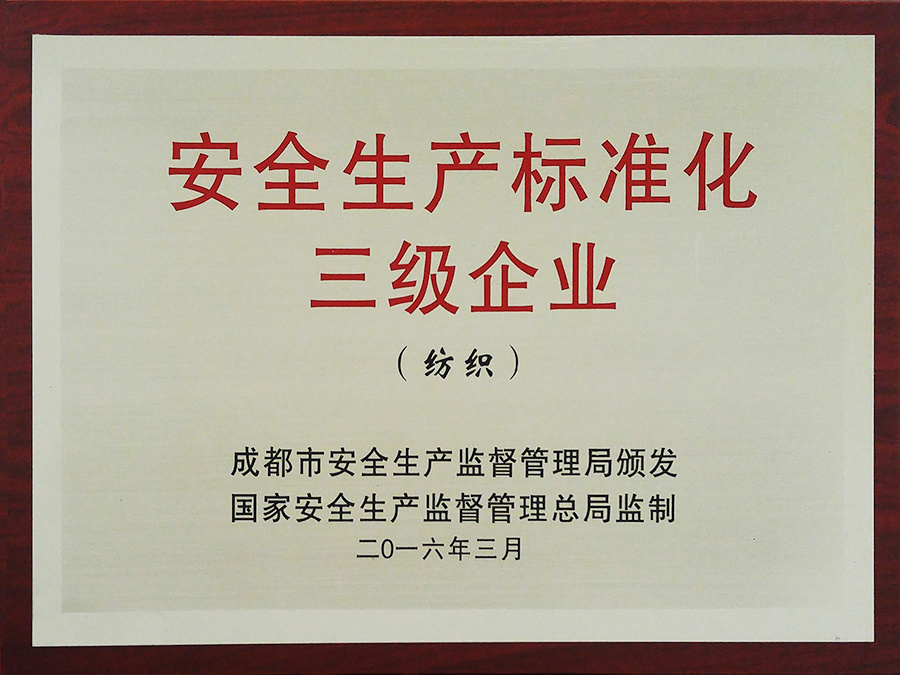 安全生产标准化
三级企业
（纺织）
成都市安全生产监督管理局颁发
国家安全生产监督管理总局监制
二O一六年三月